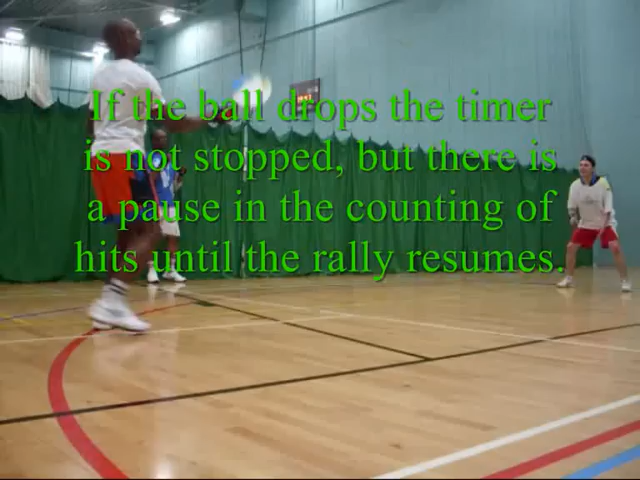 If the ball drops the timer
is not stopped, but there is
a pause in the counting of
hits until the rally resumes.